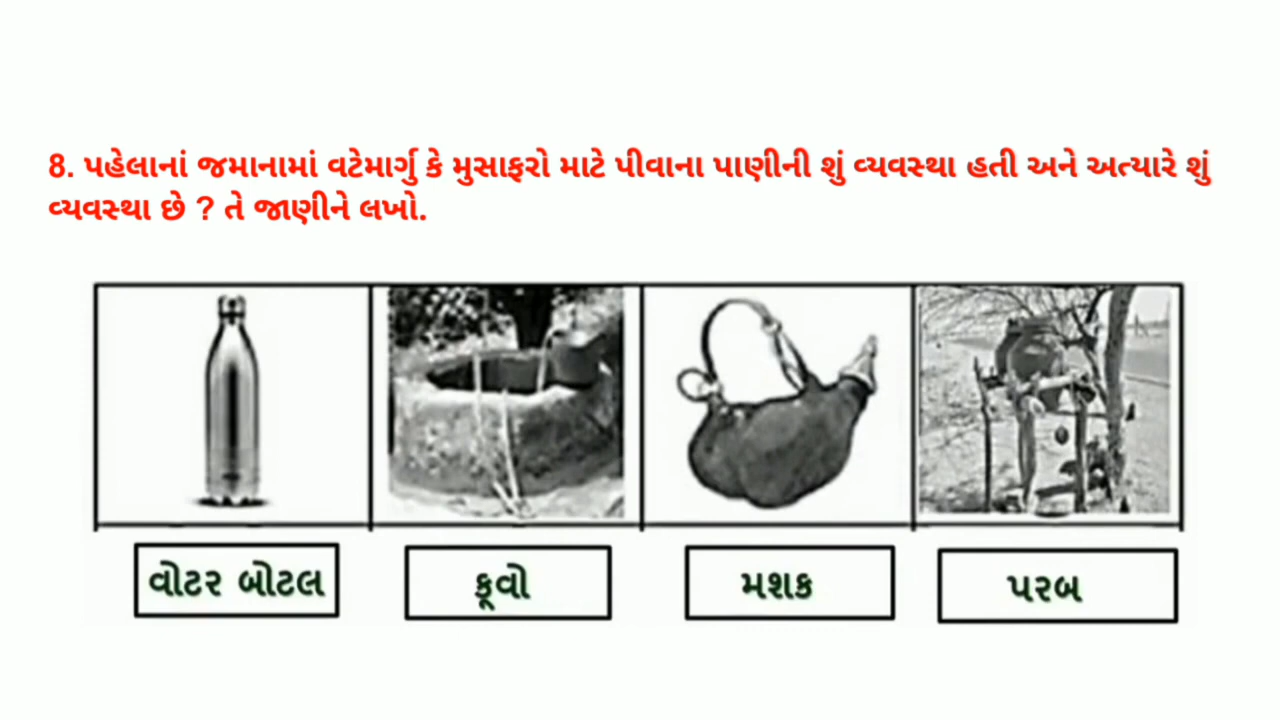 8. પહેલાનાં જમાનામાં વટેમાર્ગુ કે મુસાફરો માટે પીવાના પાણીની શું વ્યવસ્થા હતી અને અત્યારે શું
વ્યવસ્થા છે ? તે જાણીને લખો.
વોટર બોટલ
કૂવો
મશક
પરબ